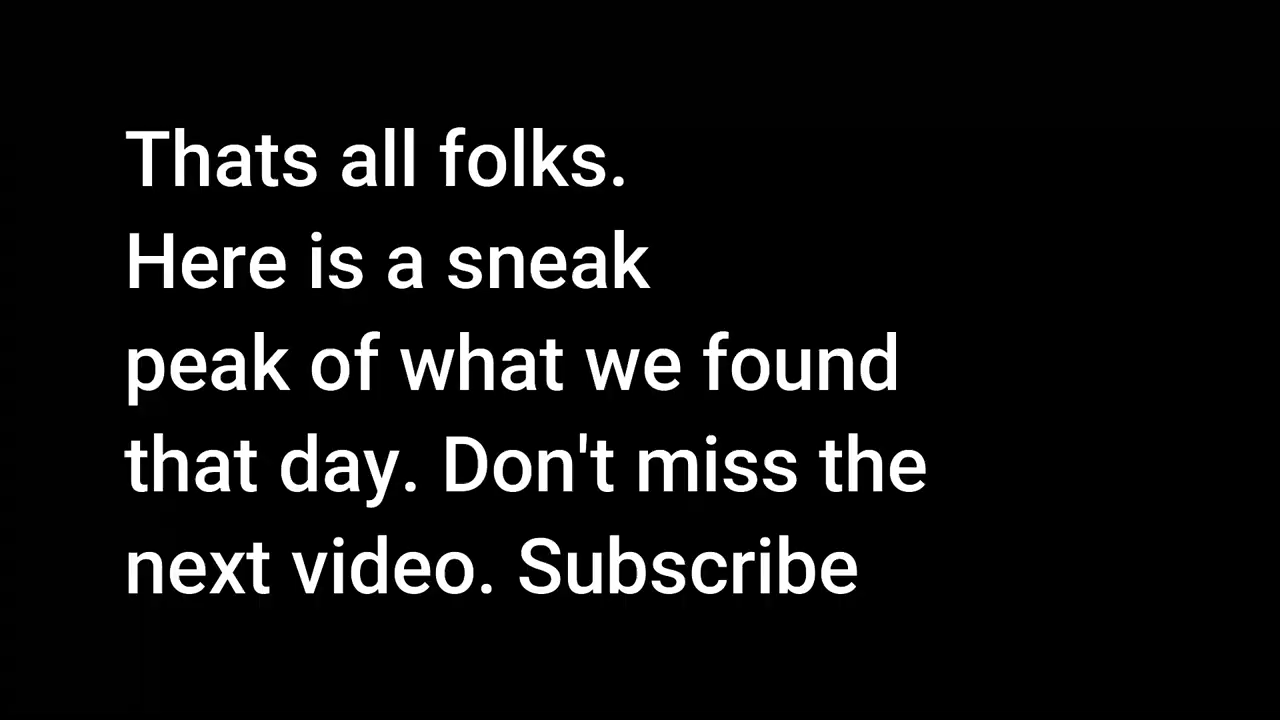 Thats all folks.
Here is a sneak
peak of what we found
that day. Don't miss the
next video. Subscribe